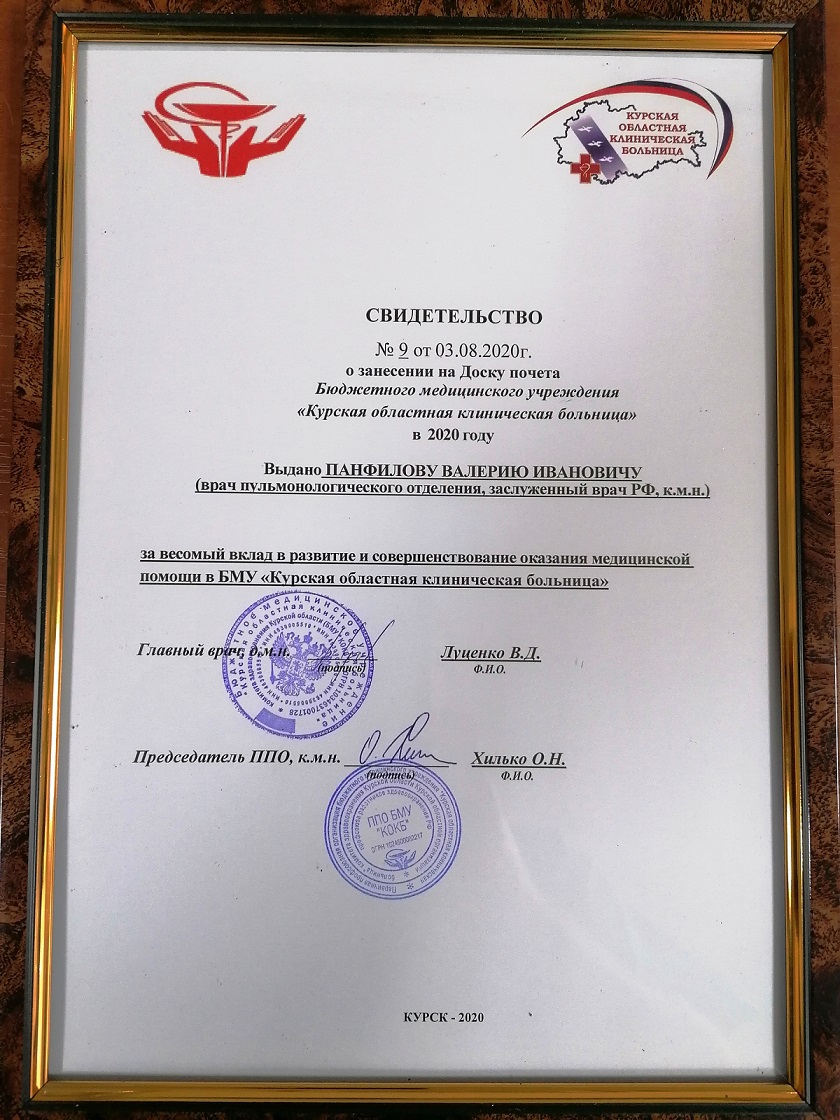 КУРСКАЯ
ОБЛАСТНАЯ
КЛИНИЧЕСКАЯ
БОЛЬНИЦА
СВИДЕТЕЛЬСТВО
№ 9 от 03.08.2020г.
о занесении на Доску почета
Бюджетного медицинского учреждения
«Курская областная клиническая больница»
в 2020 году
Выдано ПАНФИЛОВУ ВАЛЕРИЮ ИВАНОВИЧУ
(врач пульмонологического отделения, заслуженный врач РФ, к.м.н.)
за весомый вклад в развитие и совершенствование оказания медицинской
помощи в БМУ «Курская областная клиническая больница»
Главный врач, д.м.н. Луценко В.Д.
(подпись) Ф.И.О.
Председатель ППО, к.м.н. Хилько О.Н.
(подпись) Ф.И.О.
ППО БМУ
"КОКБ"
КУРСК - 2020